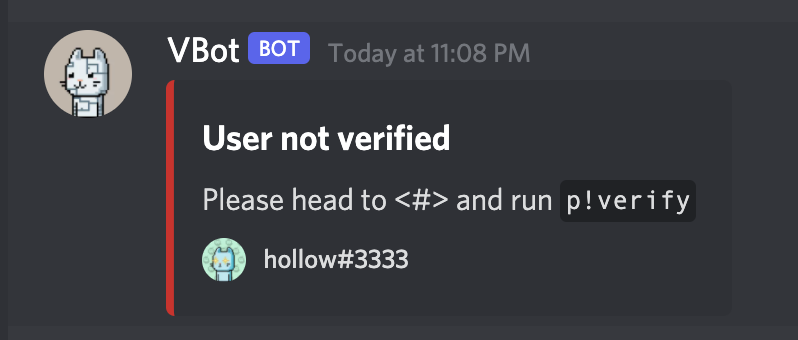 VBot BOT Today at 11:08 PM
User not verified
Please head to <#> and run p!verify
hollow#3333